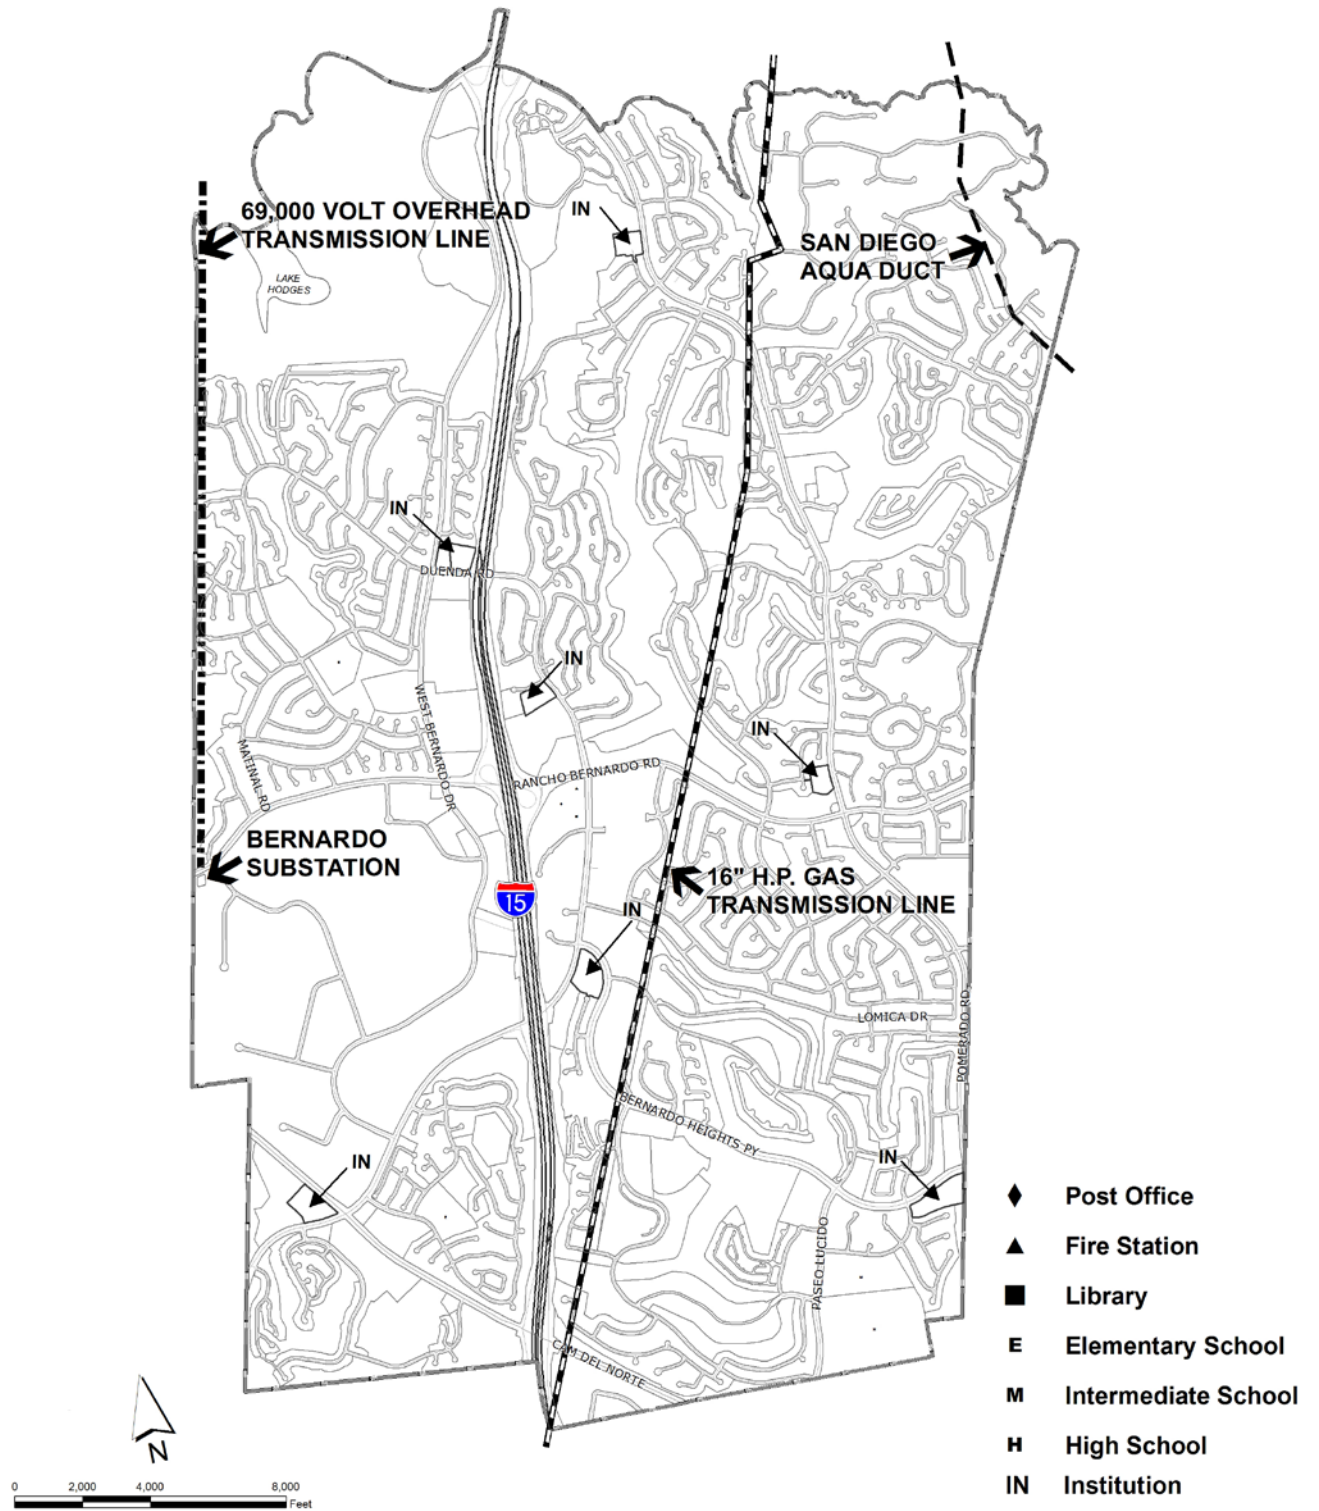 69,000 VOLT OVERHEAD
TRANSMISSION LINE
IN
SAN DIEGO
AQUA DUCT
LAKE
HODGES
IN
DUENDA RD
IN
WEST BERNARDO DR
MATINAL RD
RANCHO BERNARDO RD
IN
BERNARDO
SUBSTATION
15
16" H.P. GAS
TRANSMISSION LINE
IN
LOMICA DR
POMERADO RD
BERNARDO HEIGHTS PY
IN
IN
PASEO LUCIDO
CAM DEL NORTE
Post Office
Fire Station
Library
E Elementary School
M Intermediate School
H High School
IN Institution
N
0 2,000 4,000 8,000
Feet